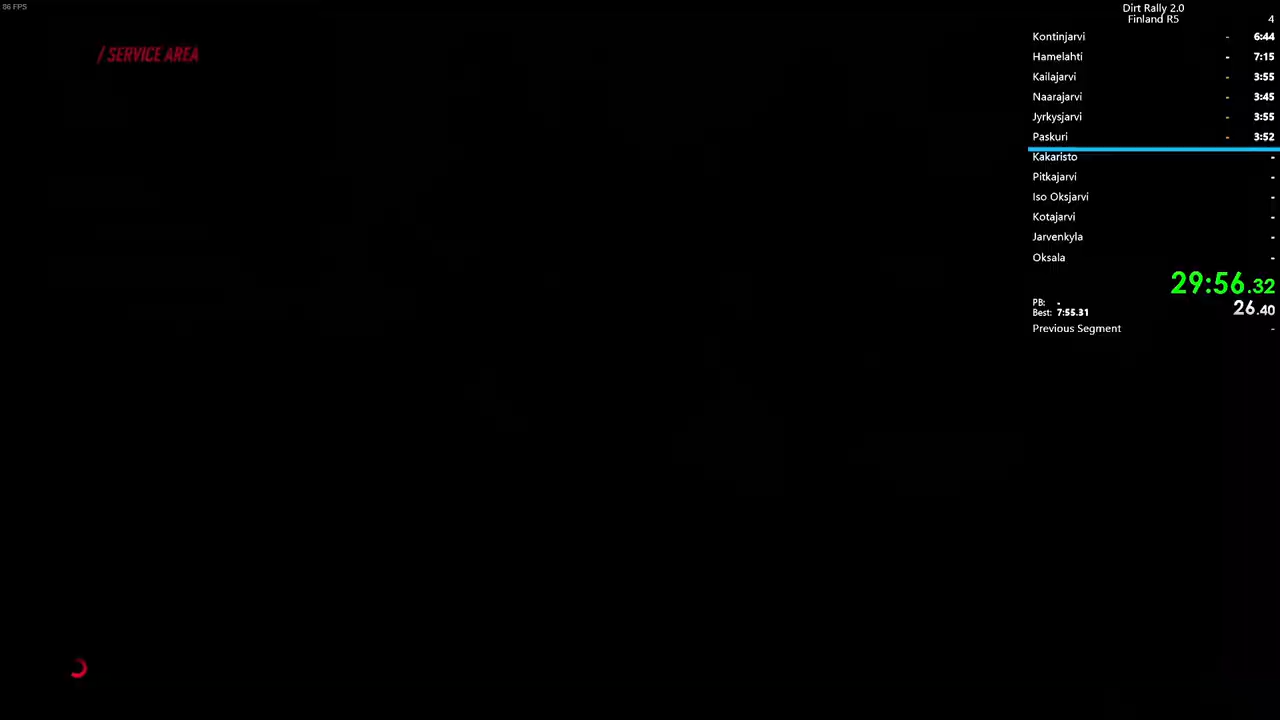 86 FPS
/ SERVICE AREA
Dirt Rally 2.0
Finland R5
4
Kontinjarvi - 6:44
Hamelahti - 7:15
Kailajarvi - 3:55
Naarajarvi - 3:45
Jyrkysjarvi - 3:55
Paskuri - 3:52
Kakaristo -
Pitkajarvi -
Iso Oksjarvi -
Kotajarvi -
Jarvenkyla -
Oksala -
29:56.32
PB: -
Best: 7:55.31
26.40
Previous Segment -